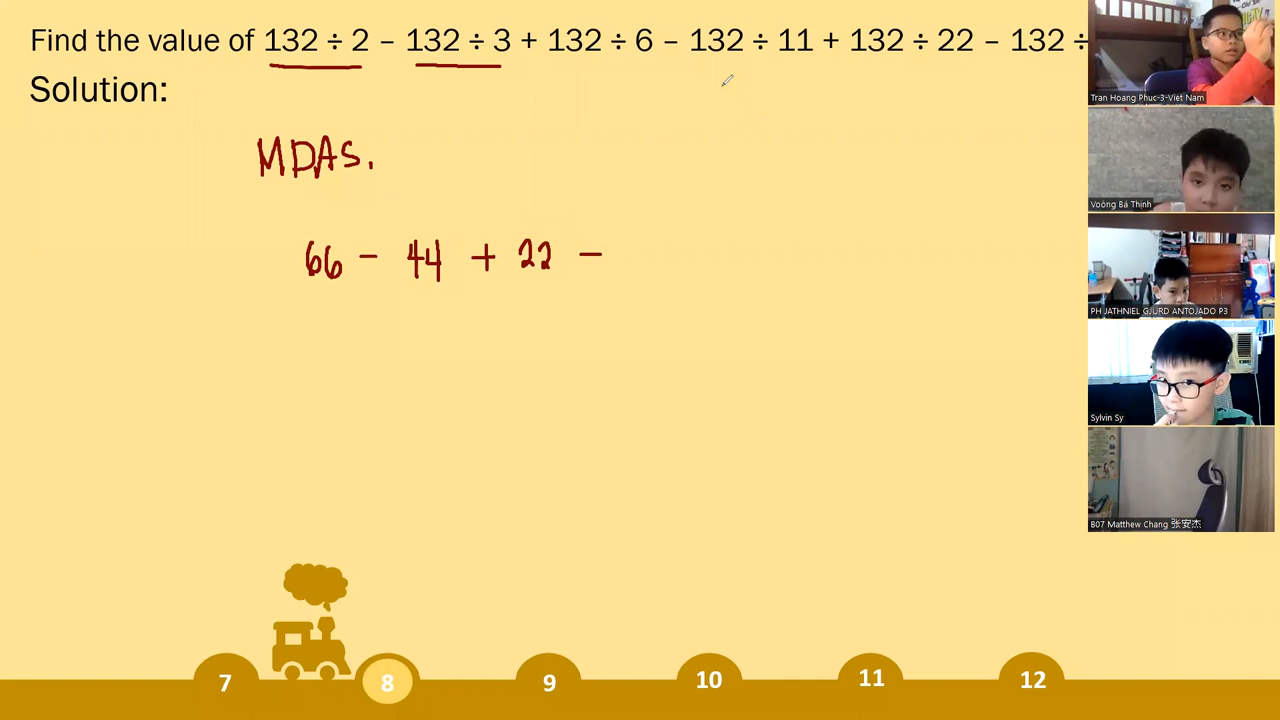 Find the value of 132 ÷ 2 – 132 ÷ 3 + 132 ÷ 6 – 132 ÷ 11 + 132 ÷ 22 – 132 ÷
Solution:
MDAS.
66 – 44 + 22 –
Tran Hoang Phuc-3-Viet Nam
Voòng Bá Thịnh
PH JATHNIEL GJURD ANTOJADO P3
Sylvin Sy
B07 Matthew Chang 张安杰
7 8 9 10 11 12